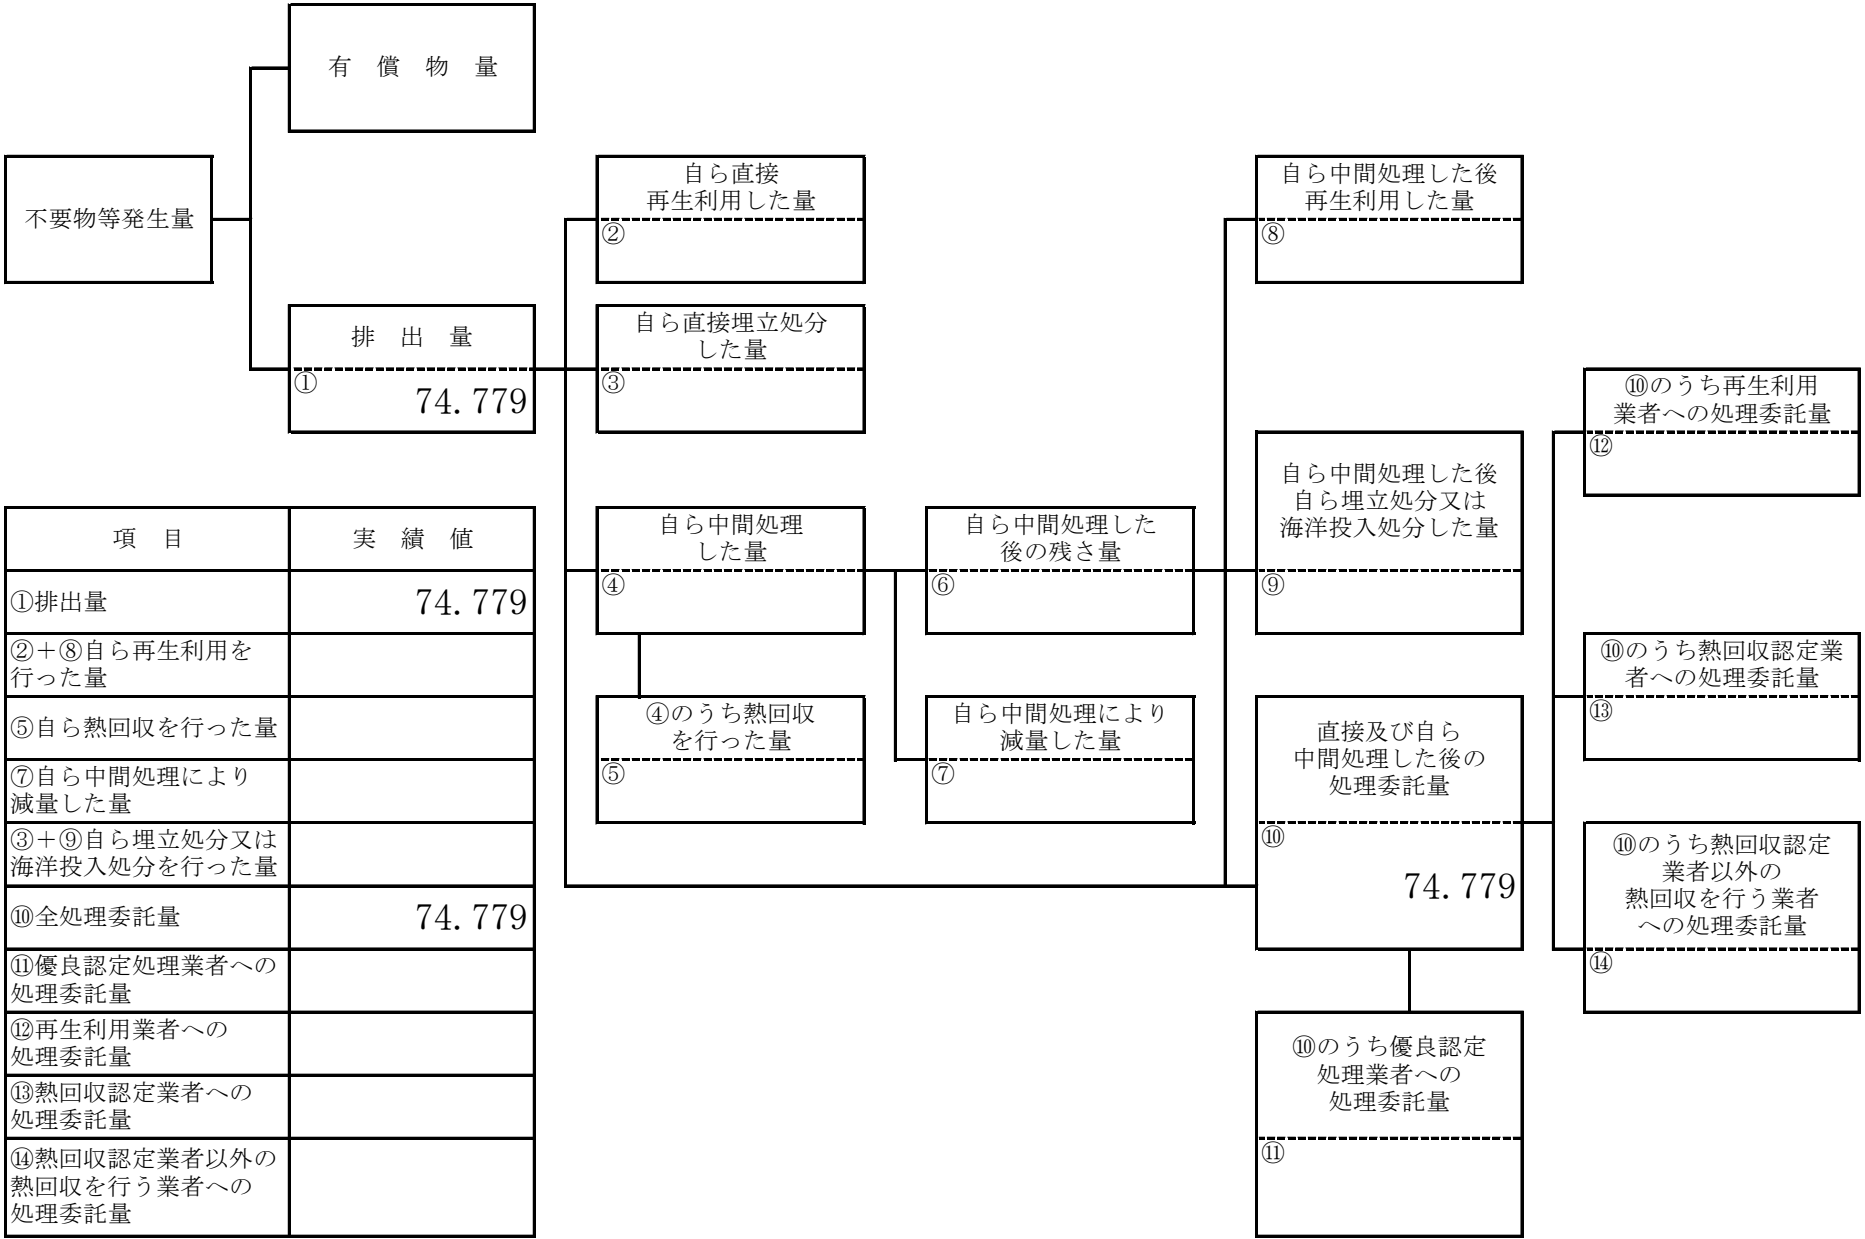 有　償　物　量
不要物等発生量
排　出　量
①
74.779
自ら直接
再生利用した量
②
自ら直接埋立処分
した量
③
自ら中間処理
した量
④
④のうち熱回収
を行った量
⑤
自ら中間処理した
後の残さ量
⑥
自ら中間処理により
減量した量
⑦
自ら中間処理した後
再生利用した量
⑧
自ら中間処理した後
自ら埋立処分又は
海洋投入処分した量
⑨
直接及び自ら
中間処理した後の
処理委託量
⑩
74.779
⑩のうち優良認定
処理業者への
処理委託量
⑪
⑩のうち再生利用
業者への処理委託量
⑫
⑩のうち熱回収認定業
者への処理委託量
⑬
⑩のうち熱回収認定
業者以外の
熱回収を行う業者
への処理委託量
⑭
項　目
実　績　値
①排出量
74.779
②＋⑧自ら再生利用を
行った量
⑤自ら熱回収を行った量
⑦自ら中間処理により
減量した量
③＋⑨自ら埋立処分又は
海洋投入処分を行った量
⑩全処理委託量
74.779
⑪優良認定処理業者への
処理委託量
⑫再生利用業者への
処理委託量
⑬熱回収認定業者への
処理委託量
⑭熱回収認定業者以外の
熱回収を行う業者への
処理委託量